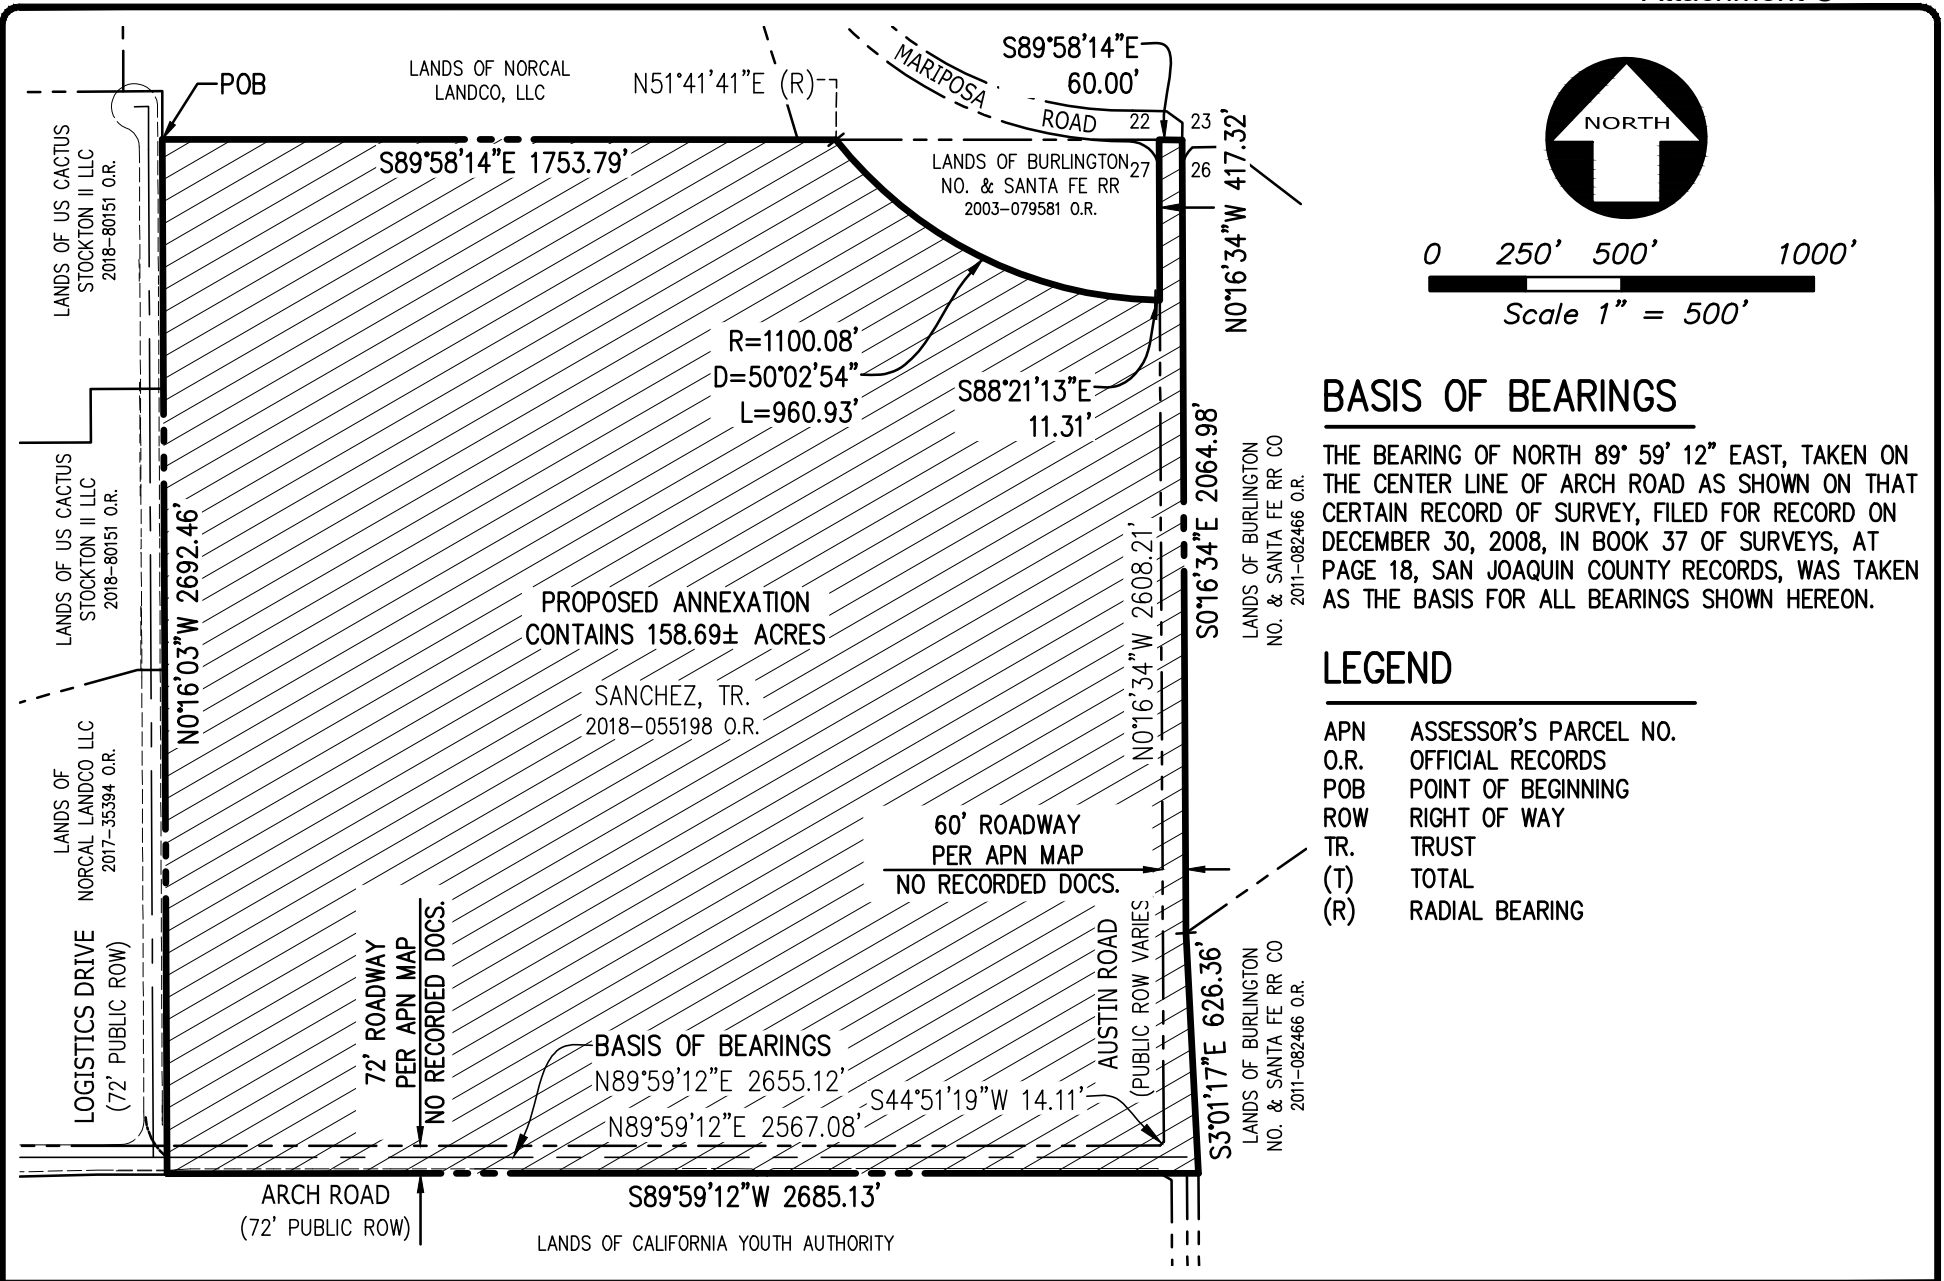 POB
LANDS OF NORCAL
LANDCO, LLC
N51°41'41"E (R)
MARIPOSA
ROAD
S89°58'14"E
60.00'
22
23
27
26
S89°58'14"E 1753.79'
LANDS OF BURLINGTON
NO. & SANTA FE RR
2003-079581 O.R.
N0°16'34"W 417.32'
LANDS OF US CACTUS
STOCKTON II LLC
2018-80151 O.R.
R=1100.08'
D=50°02'54"
L=960.93'
S88°21'13"E
11.31'
S0°16'34"E 2064.98'
LANDS OF BURLINGTON
NO. & SANTA FE RR CO
2011-082466 O.R.
LANDS OF US CACTUS
STOCKTON II LLC
2018-80151 O.R.
N0°16'03"W 2692.46'
N0°16'34"W 2608.21'
PROPOSED ANNEXATION
CONTAINS 158.69± ACRES
SANCHEZ, TR.
2018-055198 O.R.
LANDS OF
NORCAL LANDCO LLC
2017-35394 O.R.
60' ROADWAY
PER APN MAP
NO RECORDED DOCS.
LOGISTICS DRIVE
(72' PUBLIC ROW)
72' ROADWAY
PER APN MAP
NO RECORDED DOCS.
AUSTIN ROAD
(PUBLIC ROW VARIES
S3°01'17"E 626.36'
LANDS OF BURLINGTON
NO. & SANTA FE RR CO
2011-082466 O.R.
BASIS OF BEARINGS
N89°59'12"E 2655.12'
N89°59'12"E 2567.08'
S44°51'19"W 14.11'
ARCH ROAD
(72' PUBLIC ROW)
S89°59'12"W 2685.13'
LANDS OF CALIFORNIA YOUTH AUTHORITY
NORTH
0 250' 500' 1000'
Scale 1" = 500'
BASIS OF BEARINGS
THE BEARING OF NORTH 89° 59' 12" EAST, TAKEN ON
THE CENTER LINE OF ARCH ROAD AS SHOWN ON THAT
CERTAIN RECORD OF SURVEY, FILED FOR RECORD ON
DECEMBER 30, 2008, IN BOOK 37 OF SURVEYS, AT
PAGE 18, SAN JOAQUIN COUNTY RECORDS, WAS TAKEN
AS THE BASIS FOR ALL BEARINGS SHOWN HEREON.
LEGEND
APN ASSESSOR'S PARCEL NO.
O.R. OFFICIAL RECORDS
POB POINT OF BEGINNING
ROW RIGHT OF WAY
TR. TRUST
(T) TOTAL
(R) RADIAL BEARING